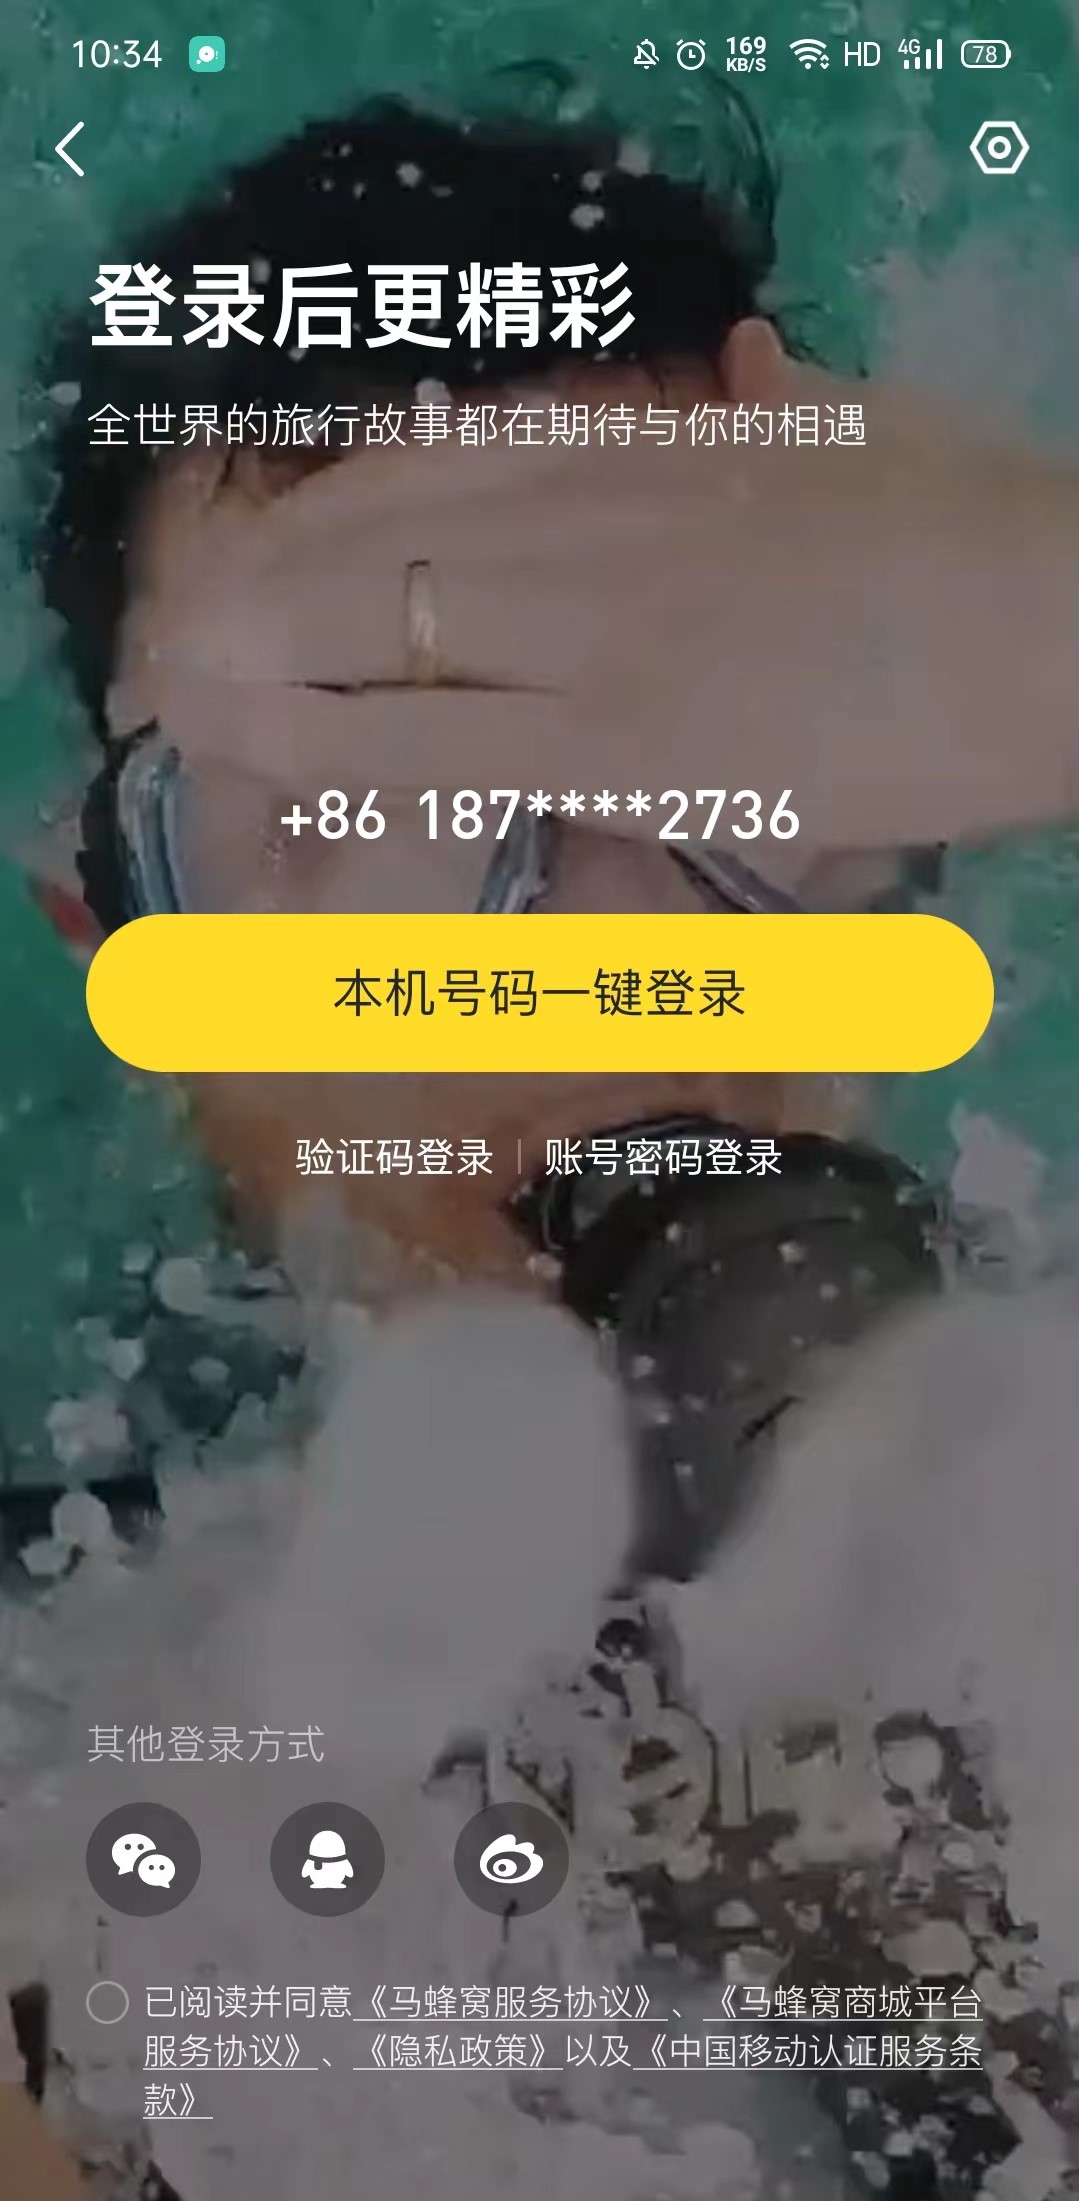 10:34
169
KB/S
HD
4G
78
登录后更精彩
全世界的旅行故事都在期待与你的相遇
+86 187****2736
本机号码一键登录
验证码登录 | 账号密码登录
其他登录方式
已阅读并同意《马蜂窝服务协议》、《马蜂窝商城平台
服务协议》、《隐私政策》以及《中国移动认证服务条
款》